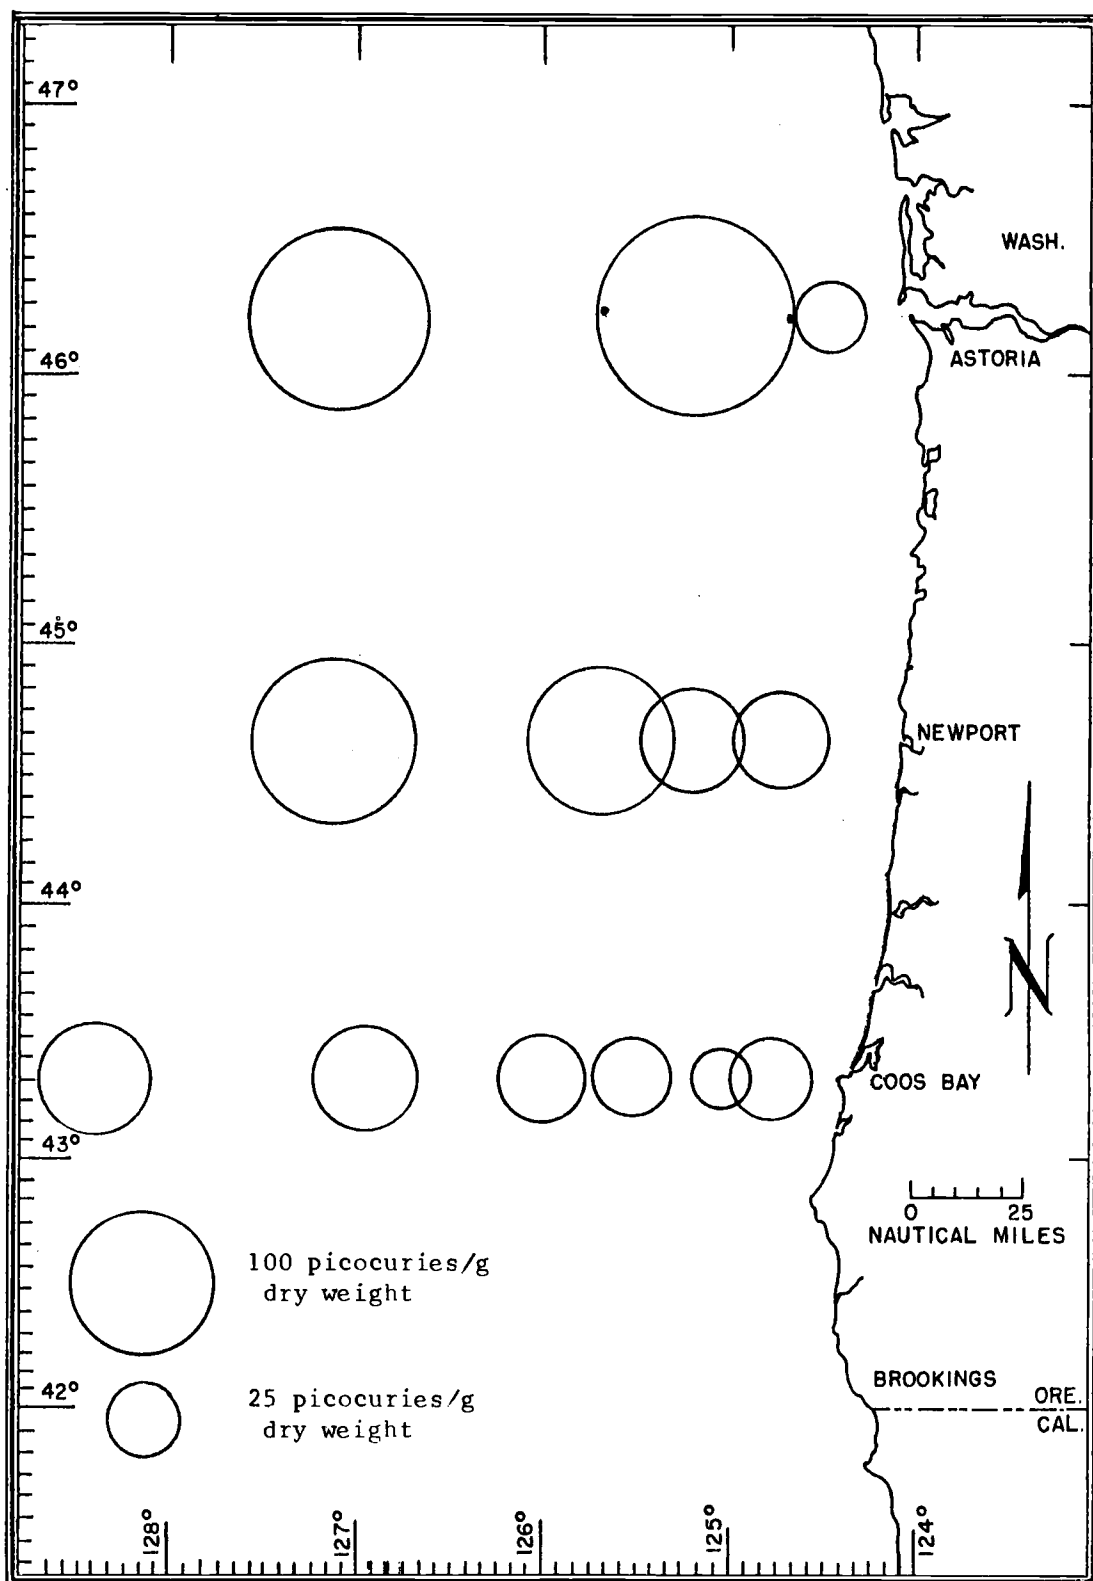 47°
WASH.
46°
ASTORIA
45°
NEWPORT
44°
N
COOS BAY
43°
0 25
NAUTICAL MILES
100 picocuries/g
dry weight
BROOKINGS
42°
ORE.
25 picocuries/g
dry weight
CAL.
128° 127° 126° 125° 124°